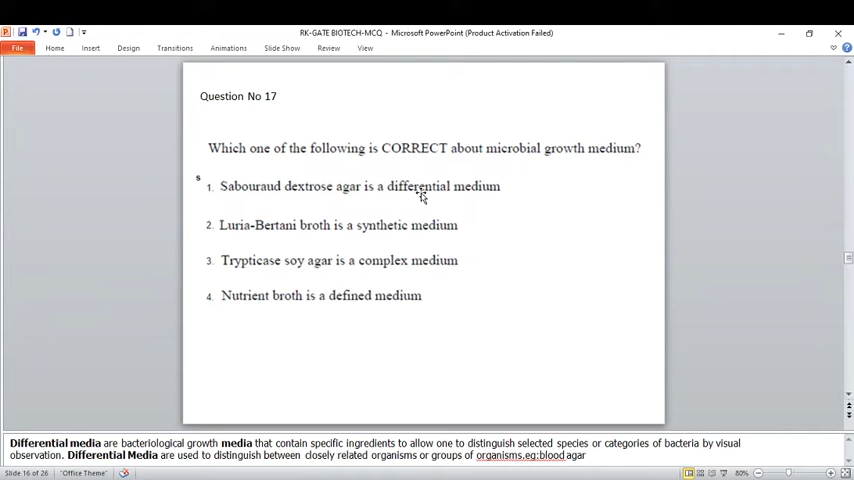 RK-GATE BIOTECH-MCQ - Microsoft PowerPoint (Product Activation Failed)
File Home Insert Design Transitions Animations Slide Show Review View
Question No 17
Which one of the following is CORRECT about microbial growth medium?
s
1. Sabouraud dextrose agar is a differential medium
2. Luria-Bertani broth is a synthetic medium
3. Trypticase soy agar is a complex medium
4. Nutrient broth is a defined medium
Differential media are bacteriological growth media that contain specific ingredients to allow one to distinguish selected species or categories of bacteria by visual
observation. Differential Media are used to distinguish between closely related organisms or groups of organisms.eg:blood agar
Slide 16 of 26 "Office Theme" 80%